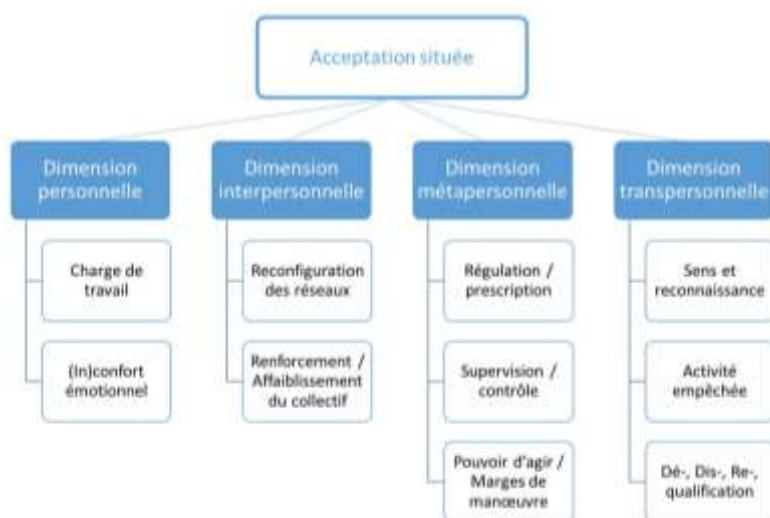 Acceptation située
Dimension
personnelle
Charge de
travail
(In)confort
émotionnel
Dimension
interpersonnelle
Reconfiguration
des réseaux
Renforcement /
Affaiblissement
du collectif
Dimension
métapersonnelle
Régulation /
prescription
Supervision /
contrôle
Pouvoir d'agir /
Marges de
manœuvre
Dimension
transpersonnelle
Sens et
reconnaissance
Activité
empêchée
Dé-, Dis-, Re-,
qualification